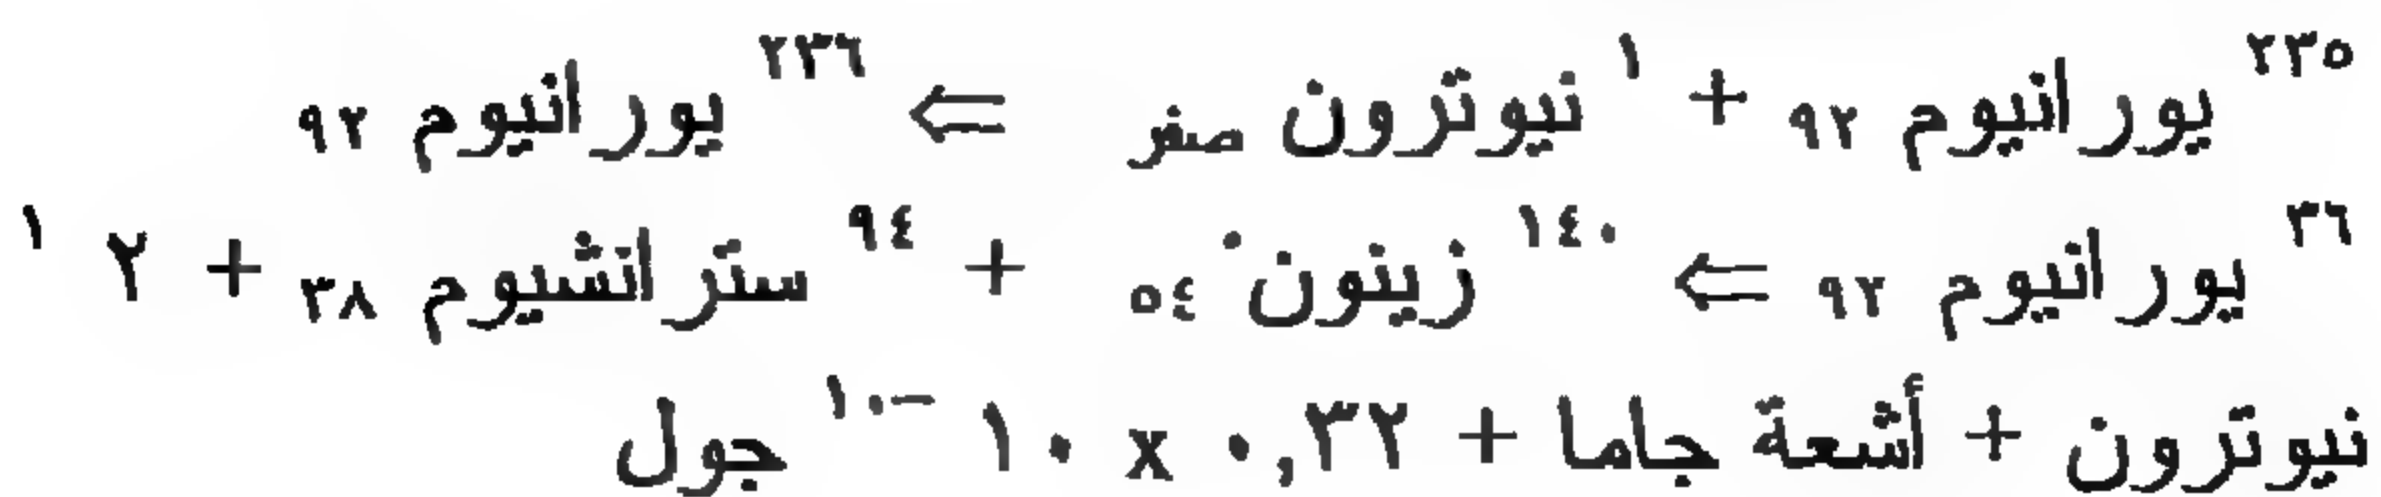 ٢٣٥ يورانيوم ٩٢ + ١ نيوترون صفر ⇐ ٢٣٦ يورانيوم ٩٢
٣٦ يورانيوم ٩٢ ⇐ ١٤٠ زينون ٥٤ + ٩٤ سترانشيوم ٣٨ + ٢ ١
نيوترون + أشعة جاما + ٠,٣٢ x ١٠ -١٠ جول